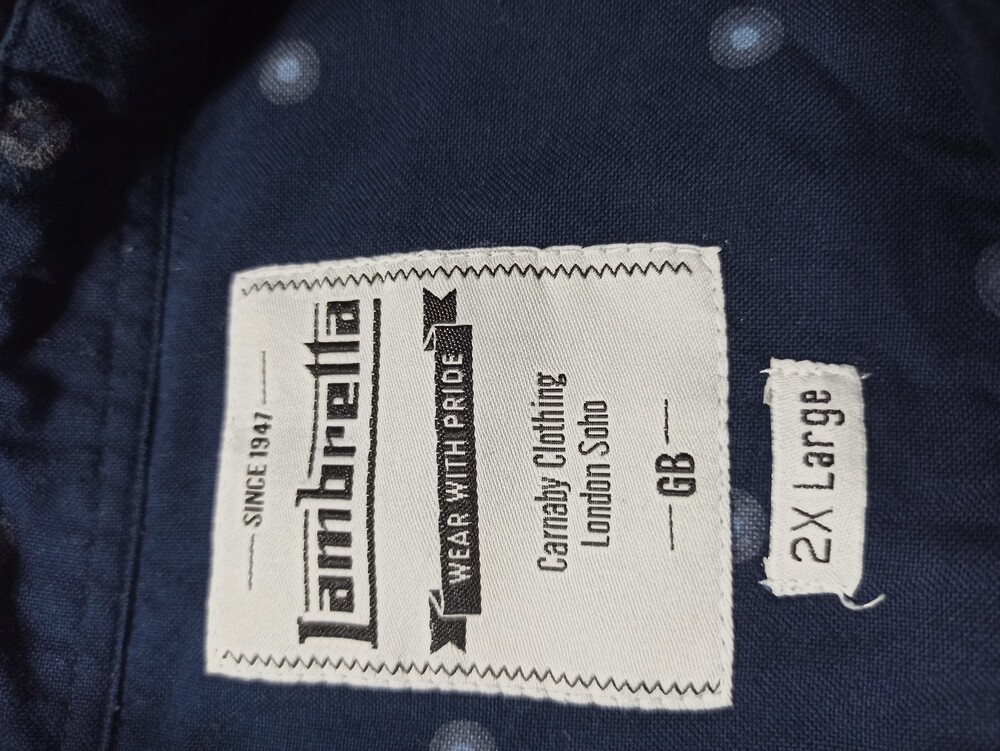 SINCE 1947
Lambretta
WEAR WITH PRIDE
Carnaby Clothing
London Soho
GB
2X Large